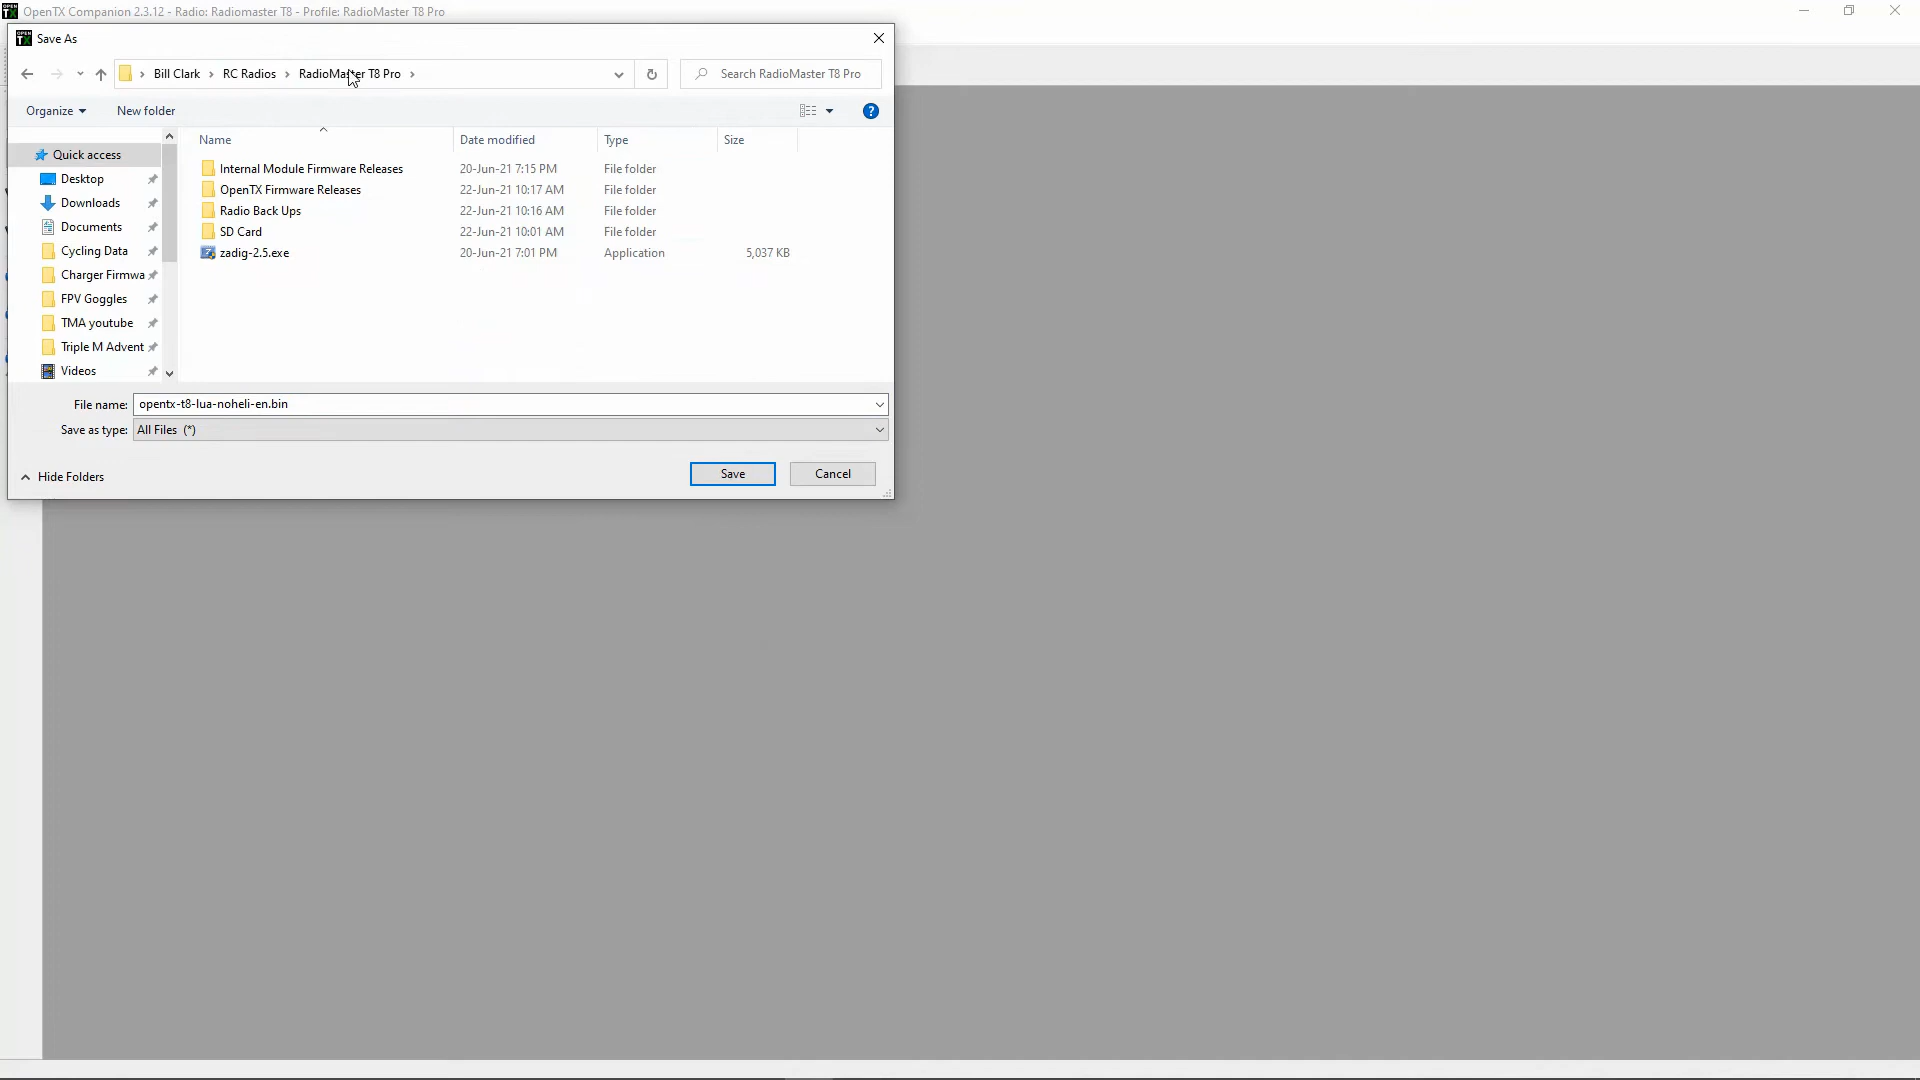 OpenTX Companion 2.3.12 - Radio: Radiomaster T8 - Profile: RadioMaster T8 Pro
Save As
Bill Clark › RC Radios › RadioMaster T8 Pro ›
Search RadioMaster T8 Pro
Organize
New folder
Name
Date modified
Type
Size
Quick access
Desktop
Downloads
Documents
Cycling Data
Charger Firmwa
FPV Goggles
TMA youtube
Triple M Advent
Videos
Internal Module Firmware Releases 20-Jun-21 7:15 PM File folder
OpenTX Firmware Releases 22-Jun-21 10:17 AM File folder
Radio Back Ups 22-Jun-21 10:16 AM File folder
SD Card 22-Jun-21 10:01 AM File folder
zadig-2.5.exe 20-Jun-21 7:01 PM Application 5,037 KB
File name: opentx-t8-lua-noheli-en.bin
Save as type: All Files (*)
Hide Folders
Save
Cancel